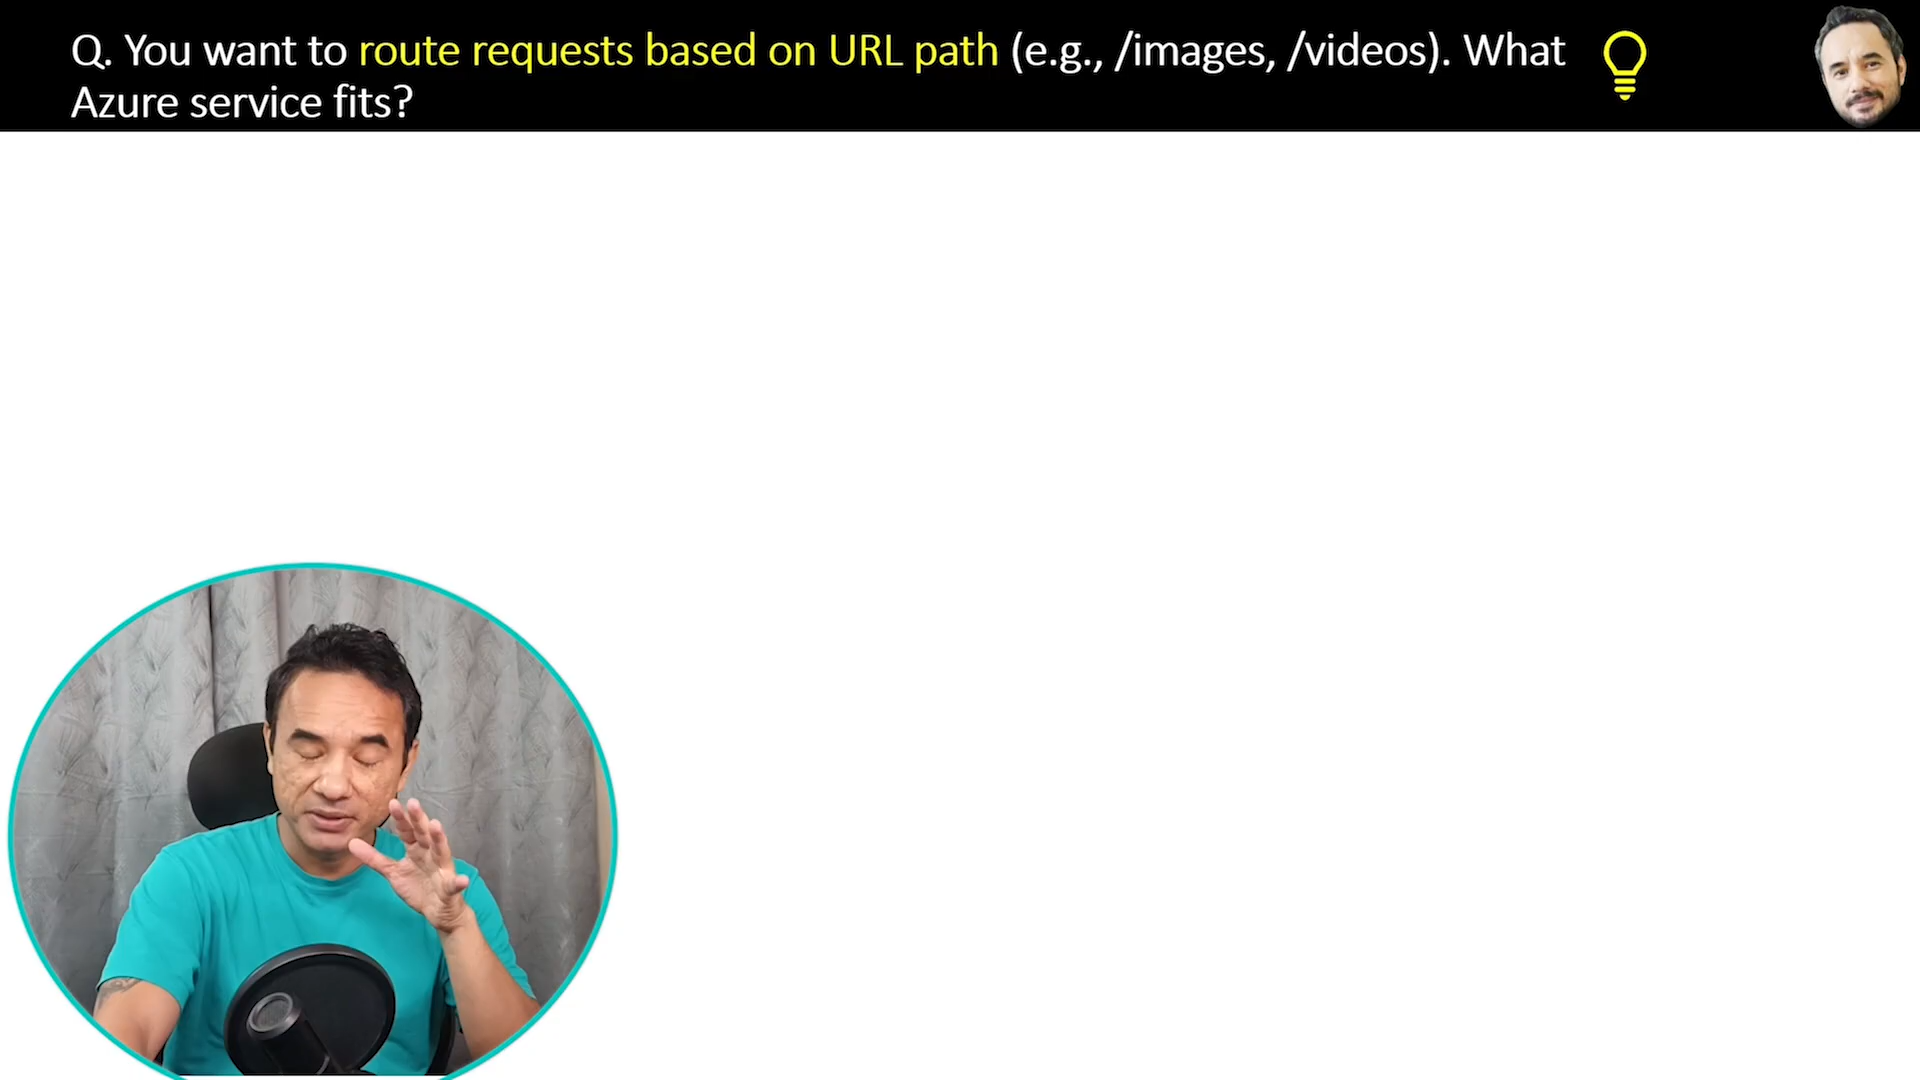 Q. You want to route requests based on URL path (e.g., /images, /videos). What
Azure service fits?